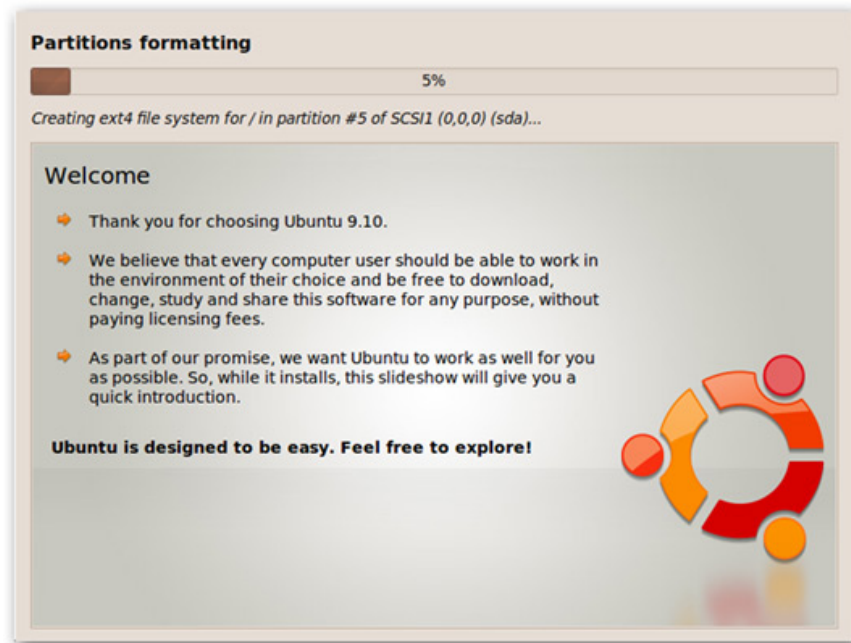 Partitions formatting
5%
Creating ext4 file system for / in partition #5 of SCSI1 (0,0,0) (sda)...
Welcome
Thank you for choosing Ubuntu 9.10.
We believe that every computer user should be able to work in
the environment of their choice and be free to download,
change, study and share this software for any purpose, without
paying licensing fees.
As part of our promise, we want Ubuntu to work as well for you
as possible. So, while it installs, this slideshow will give you a
quick introduction.
Ubuntu is designed to be easy. Feel free to explore!